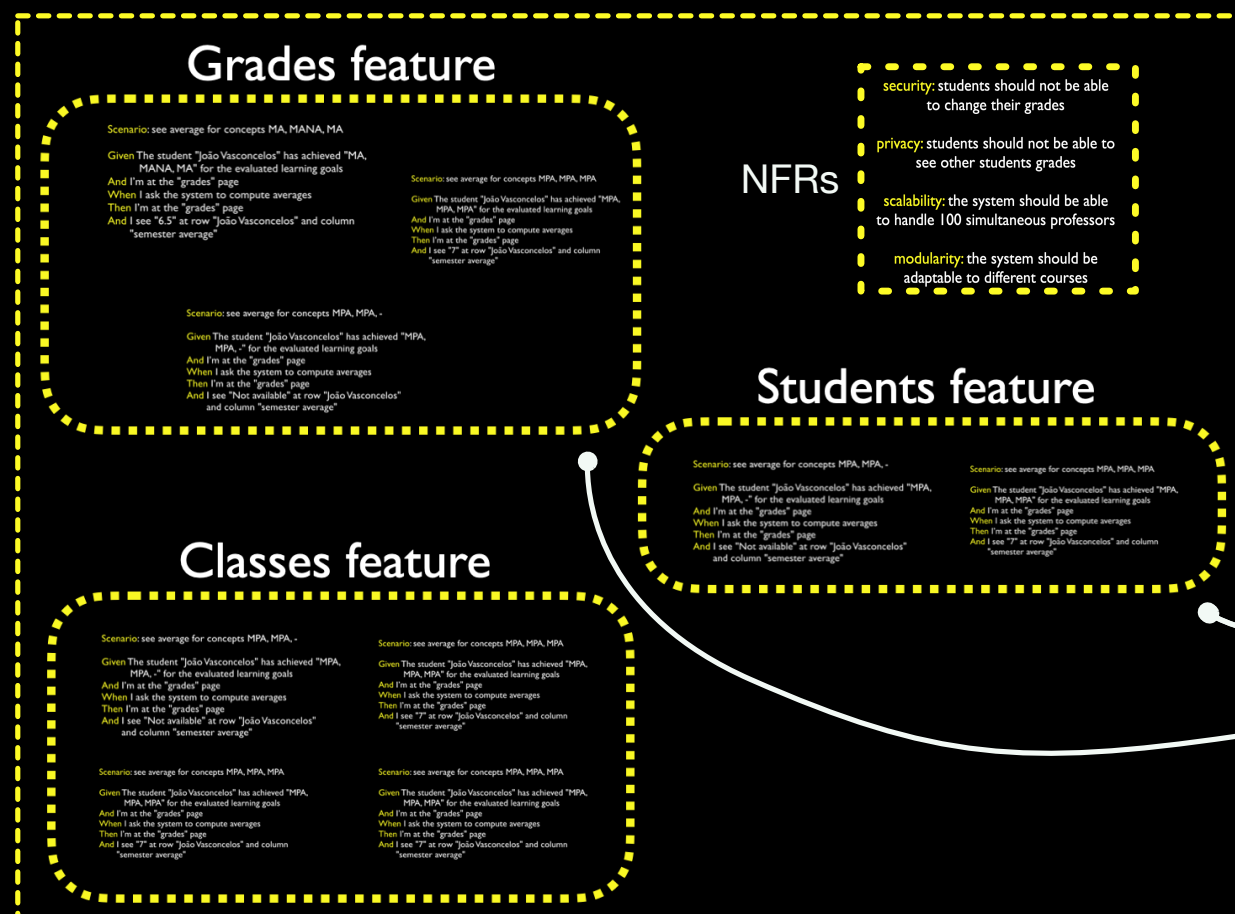 Grades feature
Scenario: see average for concepts MA, MANA, MA
Given The student "João Vasconcelos" has achieved "MA,
MANA, MA" for the evaluated learning goals
And I'm at the "grades" page
When I ask the system to compute averages
Then I'm at the "grades" page
And I see "6.5" at row "João Vasconcelos" and column
"semester average"
Scenario: see average for concepts MPA, MPA, MPA
Given The student "João Vasconcelos" has achieved "MPA,
MPA, MPA" for the evaluated learning goals
And I'm at the "grades" page
When I ask the system to compute averages
Then I'm at the "grades" page
And I see "7" at row "João Vasconcelos" and column
"semester average"
Scenario: see average for concepts MPA, MPA, -
Given The student "João Vasconcelos" has achieved "MPA,
MPA, -" for the evaluated learning goals
And I'm at the "grades" page
When I ask the system to compute averages
Then I'm at the "grades" page
And I see "Not available" at row "João Vasconcelos"
and column "semester average"
NFRs
security: students should not be able
to change their grades
privacy: students should not be able to
see other students grades
scalability: the system should be able
to handle 100 simultaneous professors
modularity: the system should be
adaptable to different courses
Students feature
Scenario: see average for concepts MPA, MPA, -
Given The student "João Vasconcelos" has achieved "MPA,
MPA, -" for the evaluated learning goals
And I'm at the "grades" page
When I ask the system to compute averages
Then I'm at the "grades" page
And I see "Not available" at row "João Vasconcelos"
and column "semester average"
Scenario: see average for concepts MPA, MPA, MPA
Given The student "João Vasconcelos" has achieved "MPA,
MPA, MPA" for the evaluated learning goals
And I'm at the "grades" page
When I ask the system to compute averages
Then I'm at the "grades" page
And I see "7" at row "João Vasconcelos" and column
"semester average"
Classes feature
Scenario: see average for concepts MPA, MPA, -
Given The student "João Vasconcelos" has achieved "MPA,
MPA, -" for the evaluated learning goals
And I'm at the "grades" page
When I ask the system to compute averages
Then I'm at the "grades" page
And I see "Not available" at row "João Vasconcelos"
and column "semester average"
Scenario: see average for concepts MPA, MPA, MPA
Given The student "João Vasconcelos" has achieved "MPA,
MPA, MPA" for the evaluated learning goals
And I'm at the "grades" page
When I ask the system to compute averages
Then I'm at the "grades" page
And I see "7" at row "João Vasconcelos" and column
"semester average"
Scenario: see average for concepts MPA, MPA, MPA
Given The student "João Vasconcelos" has achieved "MPA,
MPA, MPA" for the evaluated learning goals
And I'm at the "grades" page
When I ask the system to compute averages
Then I'm at the "grades" page
And I see "7" at row "João Vasconcelos" and column
"semester average"
Scenario: see average for concepts MPA, MPA, MPA
Given The student "João Vasconcelos" has achieved "MPA,
MPA, MPA" for the evaluated learning goals
And I'm at the "grades" page
When I ask the system to compute averages
Then I'm at the "grades" page
And I see "7" at row "João Vasconcelos" and column
"semester average"